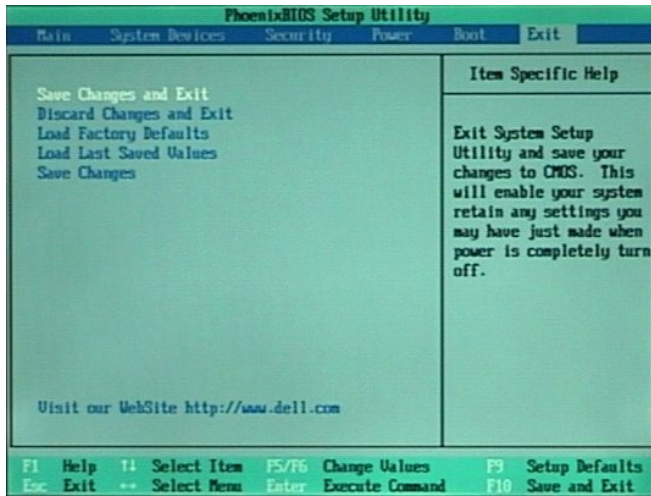 PhoenixBIOS Setup Utility
Main System Devices Security Power Boot Exit
Save Changes and Exit
Discard Changes and Exit
Load Factory Defaults
Load Last Saved Values
Save Changes
Visit our WebSite http://www.dell.com
Item Specific Help
Exit System Setup
Utility and save your
changes to CMOS. This
will enable your system
retain any settings you
may have just made when
power is completely turn
off.
F1 Help ↑↓ Select Item F5/F6 Change Values F9 Setup Defaults
Esc Exit ↔ Select Menu Enter Execute Command F10 Save and Exit